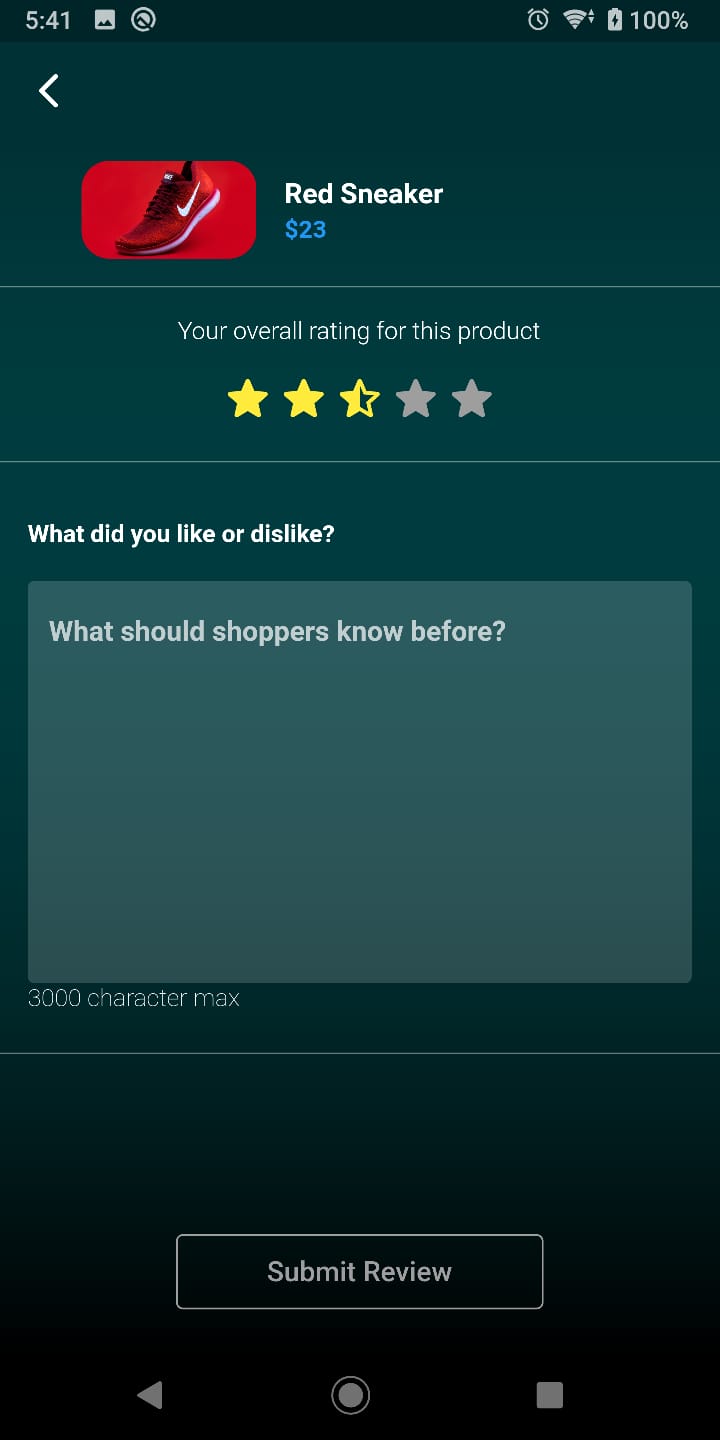 5:41 100%
Red Sneaker
$23
Your overall rating for this product
What did you like or dislike?
What should shoppers know before?
3000 character max
Submit Review